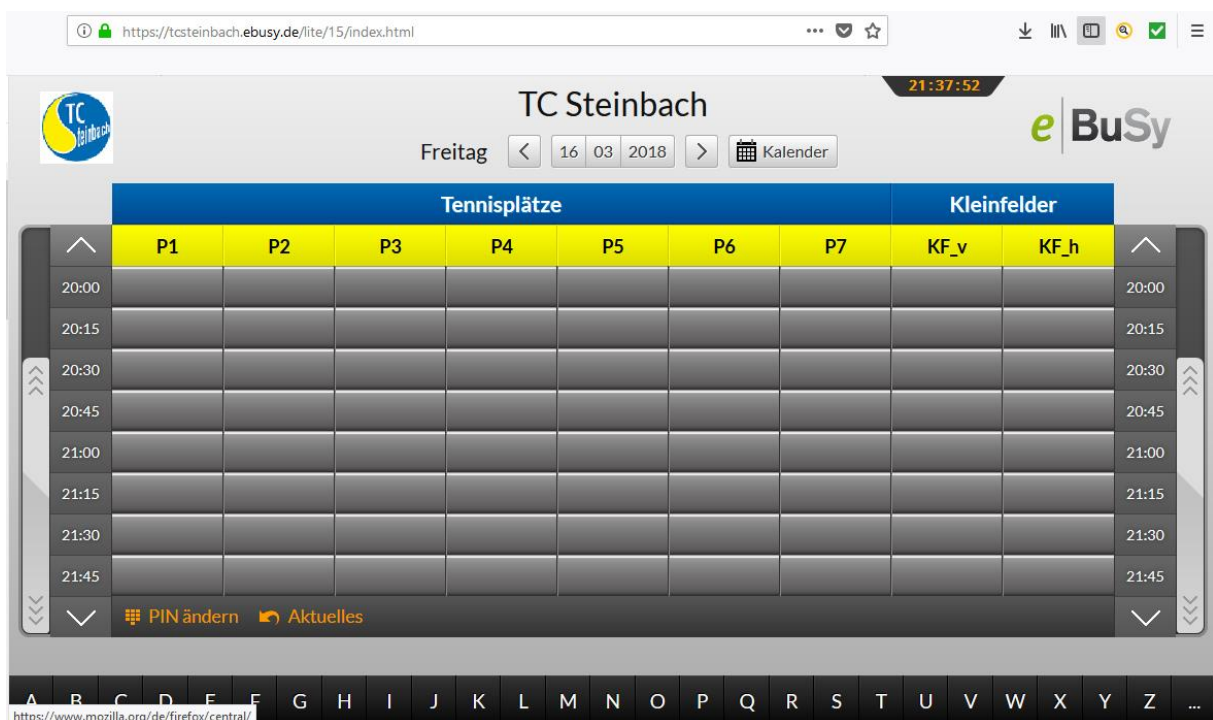 https://tcsteinbach.ebusy.de/lite/15/index.html
21:37:52
TC Steinbach
TC Steinbach
e BuSy
Freitag 16 03 2018 Kalender
Tennisplätze Kleinfelder
P1 P2 P3 P4 P5 P6 P7 KF_v KF_h
20:00 20:00
20:15 20:15
20:30 20:30
20:45 20:45
21:00 21:00
21:15 21:15
21:30 21:30
21:45 21:45
PIN ändern Aktuelles
A B C D E F G H I J K L M N O P Q R S T U V W X Y Z ...
https://www.mozilla.org/de/firefox/central/